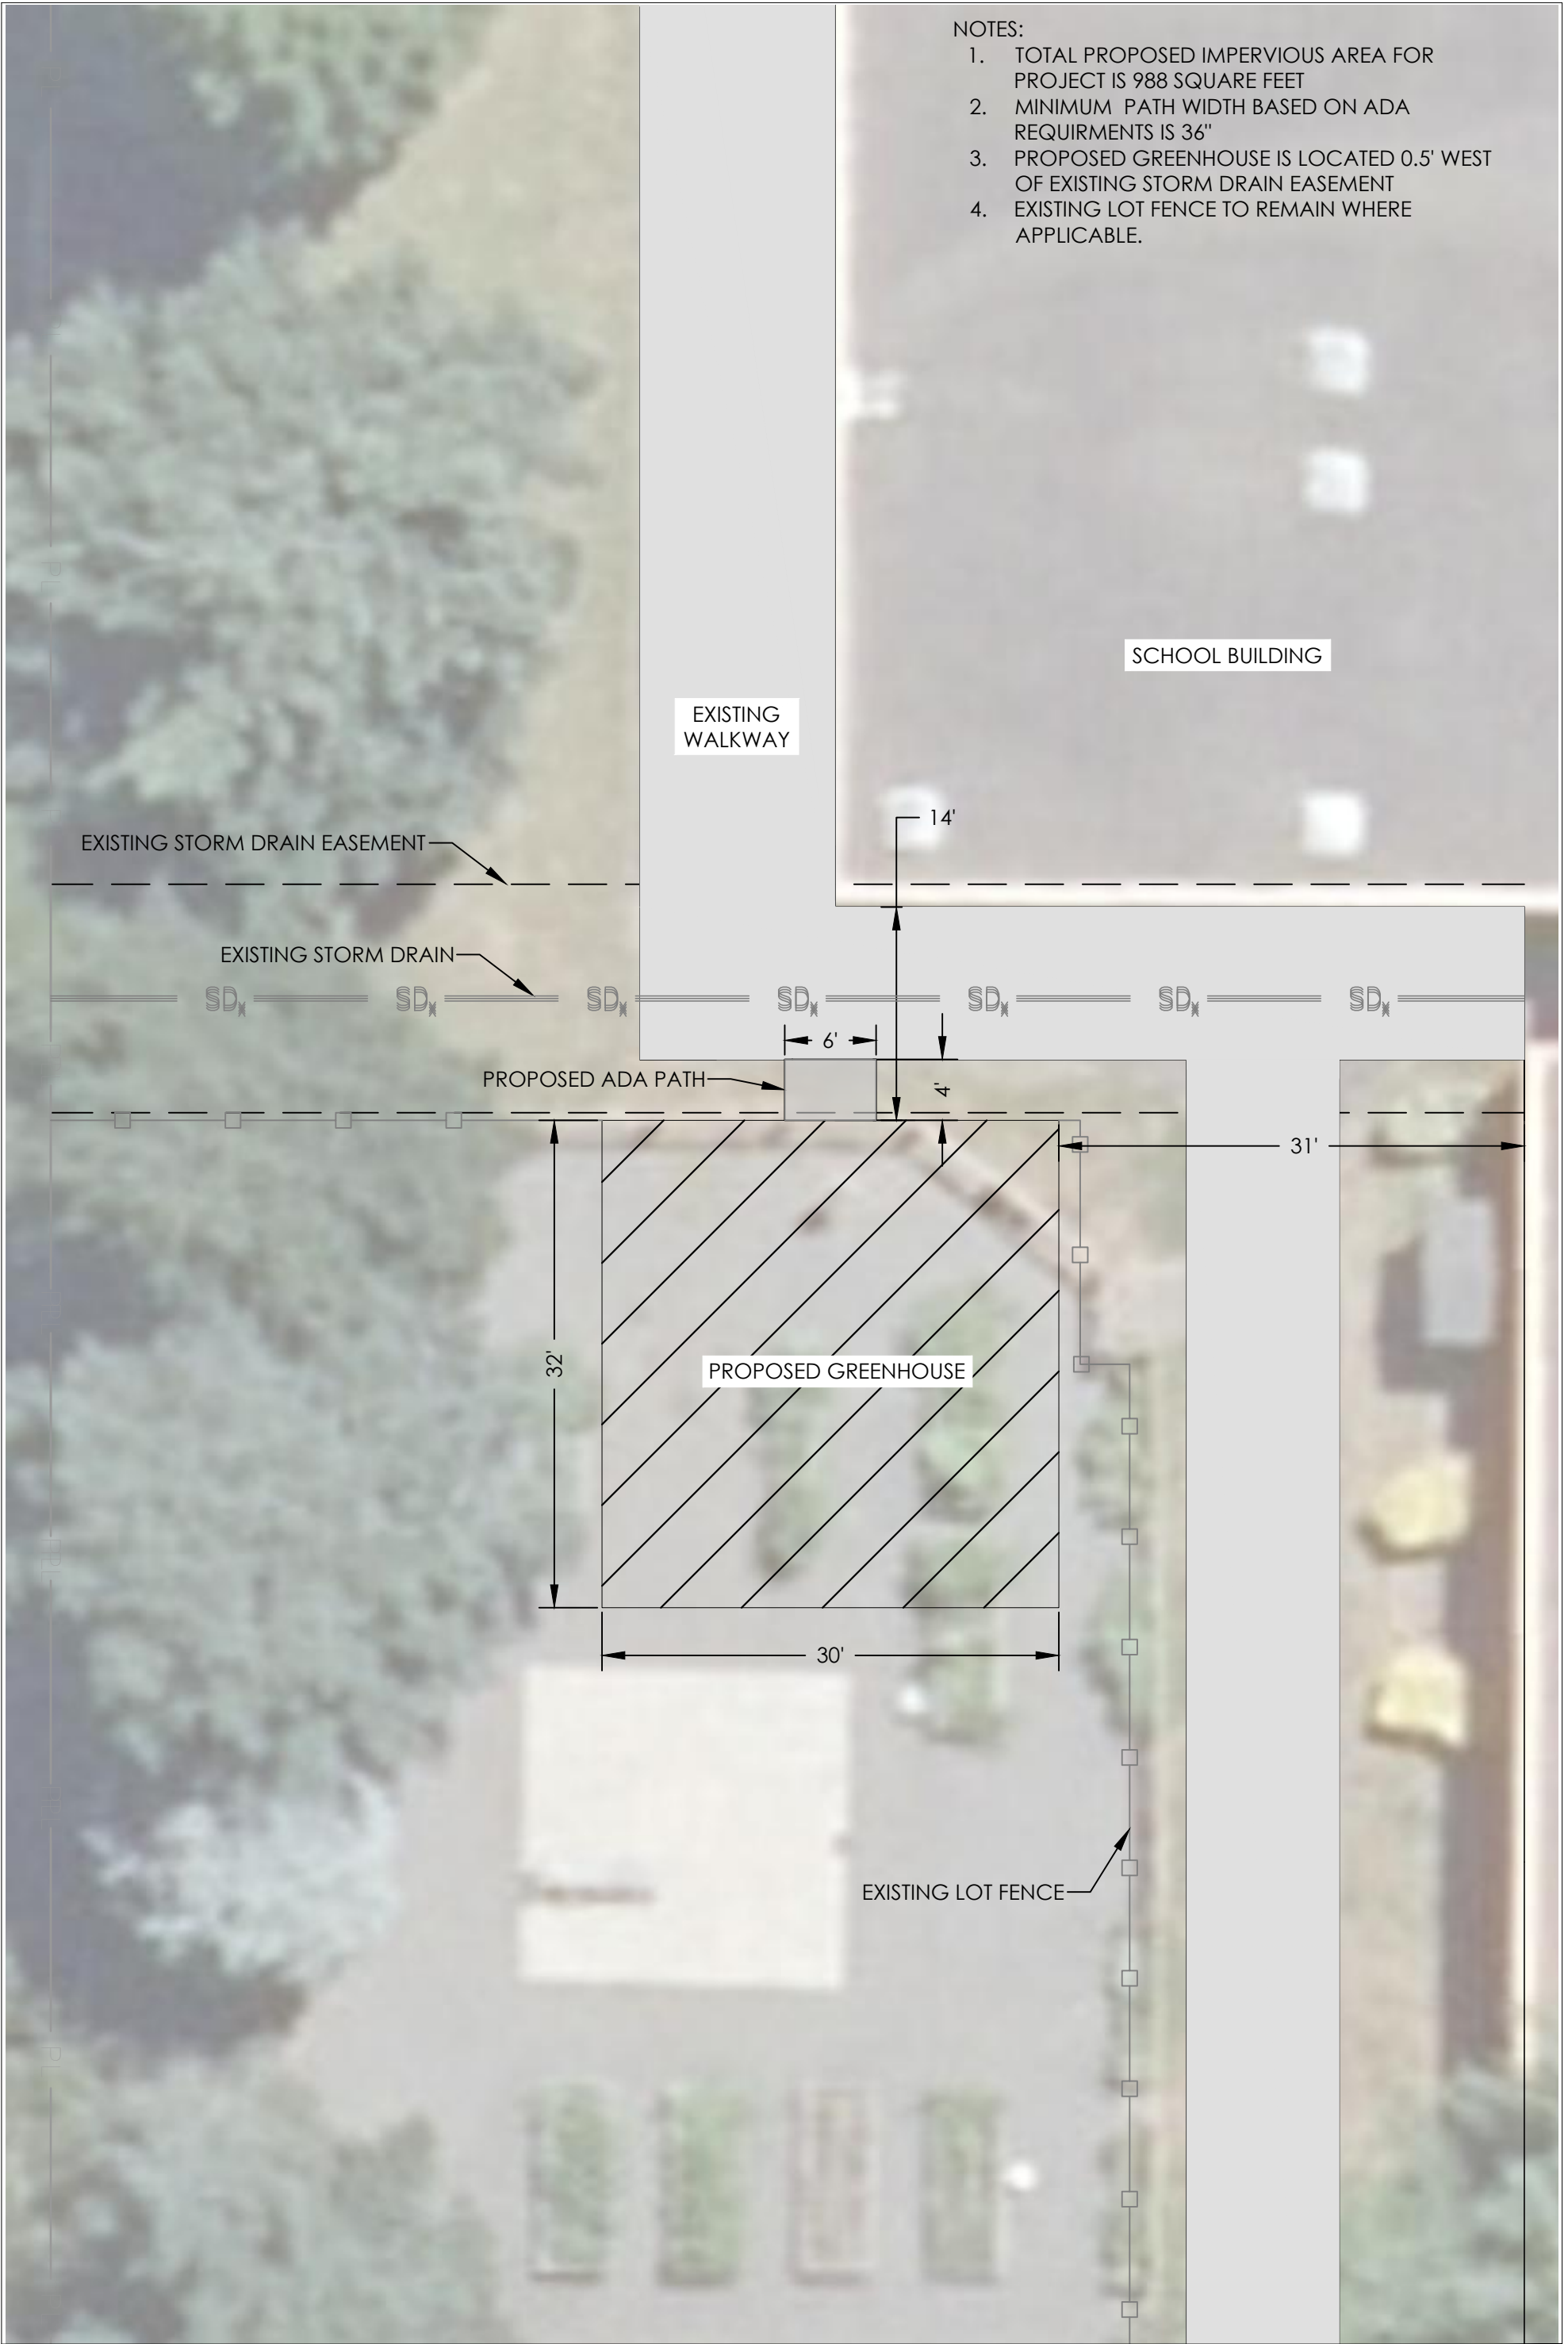 NOTES:
1. TOTAL PROPOSED IMPERVIOUS AREA FOR
PROJECT IS 988 SQUARE FEET
2. MINIMUM PATH WIDTH BASED ON ADA
REQUIRMENTS IS 36"
3. PROPOSED GREENHOUSE IS LOCATED 0.5' WEST
OF EXISTING STORM DRAIN EASEMENT
4. EXISTING LOT FENCE TO REMAIN WHERE
APPLICABLE.
SCHOOL BUILDING
EXISTING
WALKWAY
14'
EXISTING STORM DRAIN EASEMENT
EXISTING STORM DRAIN
SD SD SD SD SD SD SD
6'
PROPOSED ADA PATH
4'
31'
32'
PROPOSED GREENHOUSE
30'
EXISTING LOT FENCE